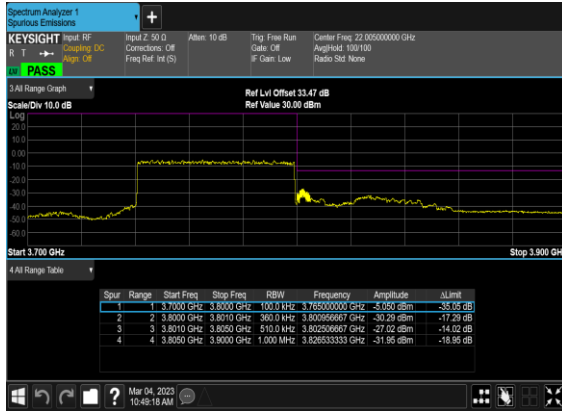 Spectrum Analyzer 1
Spurious Emissions
+
KEYSIGHT Input: RF Input Z: 50 Ω Atten: 10 dB Trig: Free Run Center Freq: 22.005000000 GHz
R T Coupling: DC Corrections: Off Gate: Off Avg|Hold: 100/100
Align: Off Freq Ref: Int (S) IF Gain: Low Radio Std: None
PASS
3 All Range Graph
Ref Lvl Offset 33.47 dB
Scale/Div 10.0 dB Ref Value 30.00 dBm
Log
20.0
10.0
0.00
-10.0
-20.0
-30.0
-40.0
-50.0
-60.0
Start 3.700 GHz Stop 3.900 GH
4 All Range Table
Spur Range Start Freq Stop Freq RBW Frequency Amplitude ΔLimit
1 1 3.7000 GHz 3.8000 GHz 100.0 kHz 3.765000000 GHz -5.050 dBm -35.05 dB
2 2 3.8000 GHz 3.8010 GHz 360.0 kHz 3.800956667 GHz -30.29 dBm -17.29 dB
3 3 3.8010 GHz 3.8050 GHz 510.0 kHz 3.802506667 GHz -27.02 dBm -14.02 dB
4 4 3.8050 GHz 3.9000 GHz 1.000 MHz 3.826533333 GHz -31.95 dBm -18.95 dB
? Mar 04, 2023
10:49:18 AM